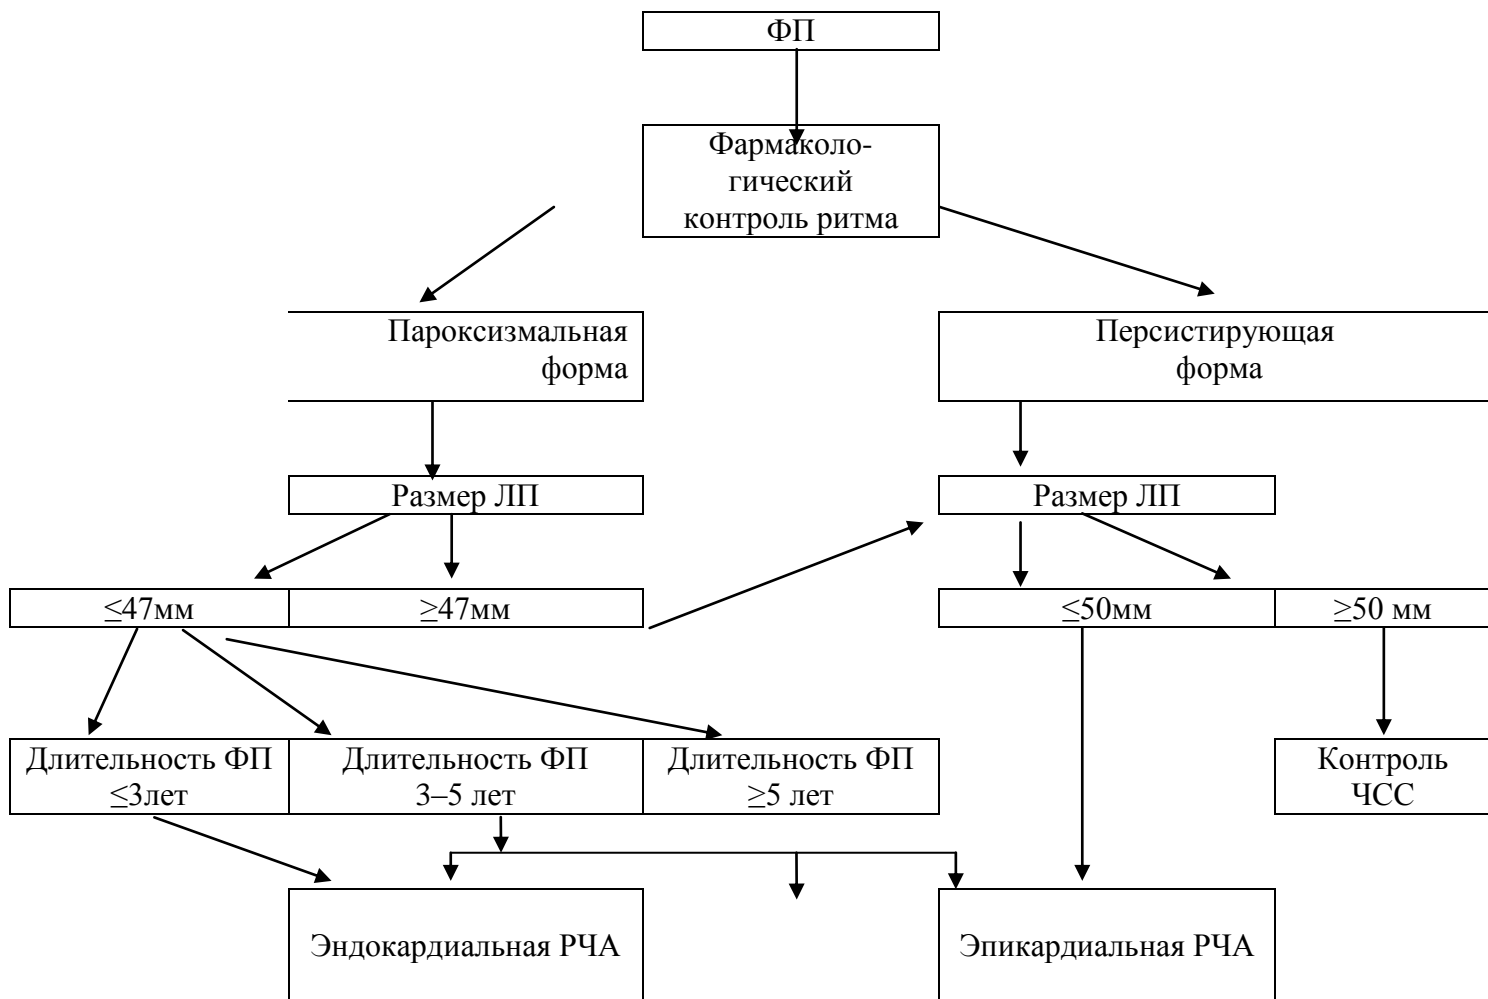 ФП
Фармаколо-
гический
контроль ритма
Пароксизмальная
форма
Персистирующая
форма
Размер ЛП
Размер ЛП
≤47мм
≥47мм
≤50мм
≥50 мм
Длительность ФП
≤3лет
Длительность ФП
3–5 лет
Длительность ФП
≥5 лет
Контроль
ЧСС
Эндокардиальная РЧА
Эпикардиальная РЧА